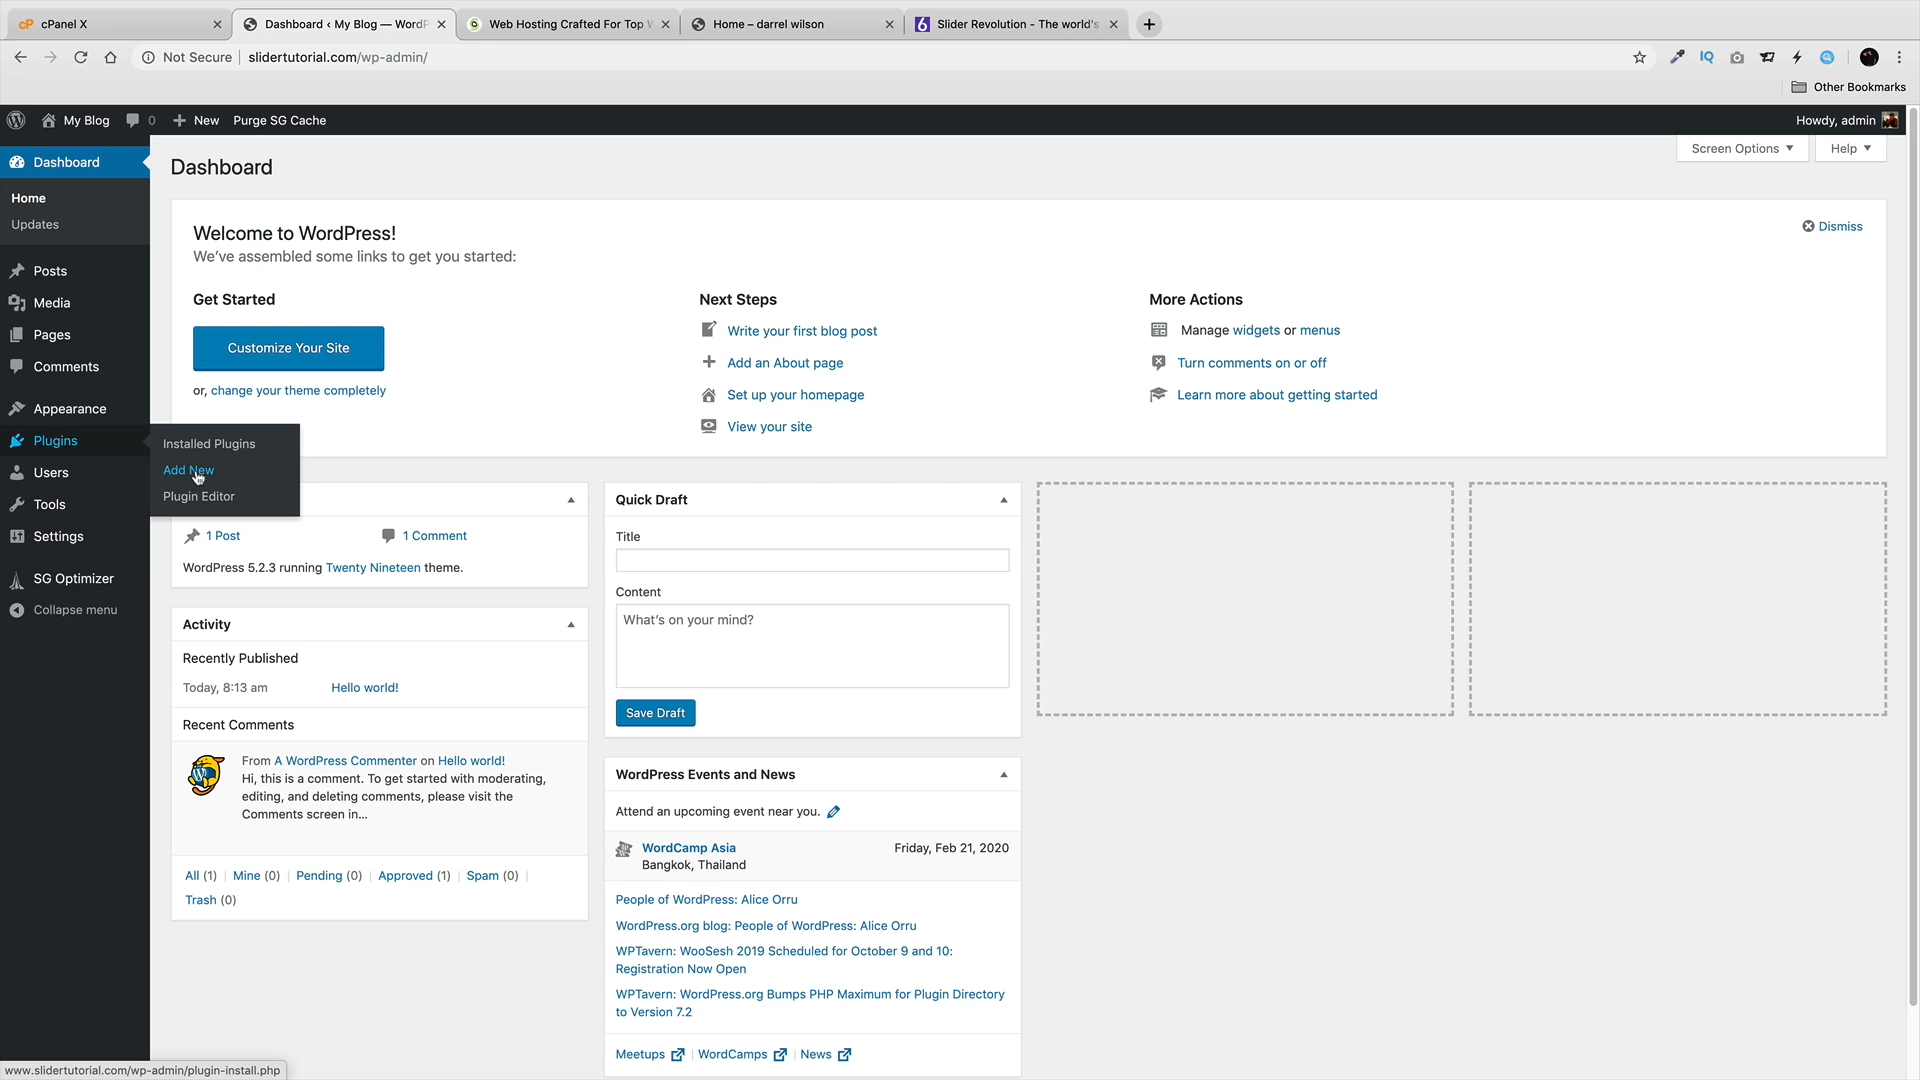 cPanel X
Dashboard ‹ My Blog — WordP
Web Hosting Crafted For Top W
Home – darrel wilson
Slider Revolution - The world's
Not Secure | slidertutorial.com/wp-admin/
IQ
Other Bookmarks
My Blog 0 New Purge SG Cache
Howdy, admin
Dashboard
Home
Updates
Posts
Media
Pages
Comments
Appearance
Plugins
Users
Tools
Settings
SG Optimizer
Collapse menu
Installed Plugins
Add New
Plugin Editor
Dashboard
Screen Options
Help
Welcome to WordPress!
We've assembled some links to get you started:
Dismiss
Get Started
Customize Your Site
or, change your theme completely
Next Steps
Write your first blog post
Add an About page
Set up your homepage
View your site
More Actions
Manage widgets or menus
Turn comments on or off
Learn more about getting started
1 Post
1 Comment
WordPress 5.2.3 running Twenty Nineteen theme.
Activity
Recently Published
Today, 8:13 am Hello world!
Recent Comments
From A WordPress Commenter on Hello world!
Hi, this is a comment. To get started with moderating,
editing, and deleting comments, please visit the
Comments screen in…
All (1) | Mine (0) | Pending (0) | Approved (1) | Spam (0) |
Trash (0)
Quick Draft
Title
Content
What's on your mind?
Save Draft
WordPress Events and News
Attend an upcoming event near you.
WordCamp Asia
Friday, Feb 21, 2020
Bangkok, Thailand
People of WordPress: Alice Orru
WordPress.org blog: People of WordPress: Alice Orru
WPTavern: WooSesh 2019 Scheduled for October 9 and 10:
Registration Now Open
WPTavern: WordPress.org Bumps PHP Maximum for Plugin Directory
to Version 7.2
Meetups | WordCamps | News
www.slidertutorial.com/wp-admin/plugin-install.php